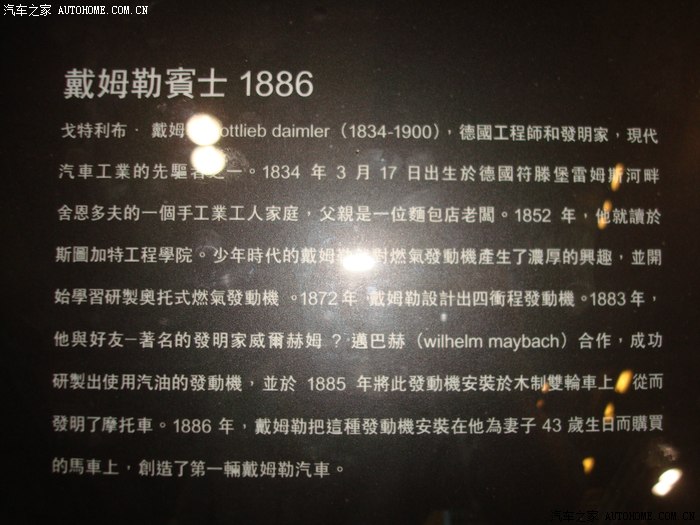 汽车之家 AUTOHOME.COM.CN
戴姆勒賓士 1886
戈特利布 · 戴姆 ottlieb daimler（1834-1900），德國工程師和發明家，現代
汽車工業的先驅者之一。1834 年 3 月 17 日出生於德國符騰堡雷姆斯河畔
舍恩多夫的一個手工業工人家庭，父親是一位麵包店老闆。1852 年，他就讀於
斯圖加特工程學院。少年時代的戴姆勒 對燃氣發動機產生了濃厚的興趣，並開
始學習研製奧托式燃氣發動機 。1872年 戴姆勒設計出四衝程發動機。1883年，
他與好友—著名的發明家威爾赫姆 ? 邁巴赫（wilhelm maybach）合作，成功
研製出使用汽油的發動機，並於 1885 年將此發動機安裝於木制雙輪車上，從而
發明了摩托車。1886 年，戴姆勒把這種發動機安裝在他為妻子 43 歲生日而購買
的馬車上，創造了第一輛戴姆勒汽車。
汽车之家 AUTOHOME.COM.CN